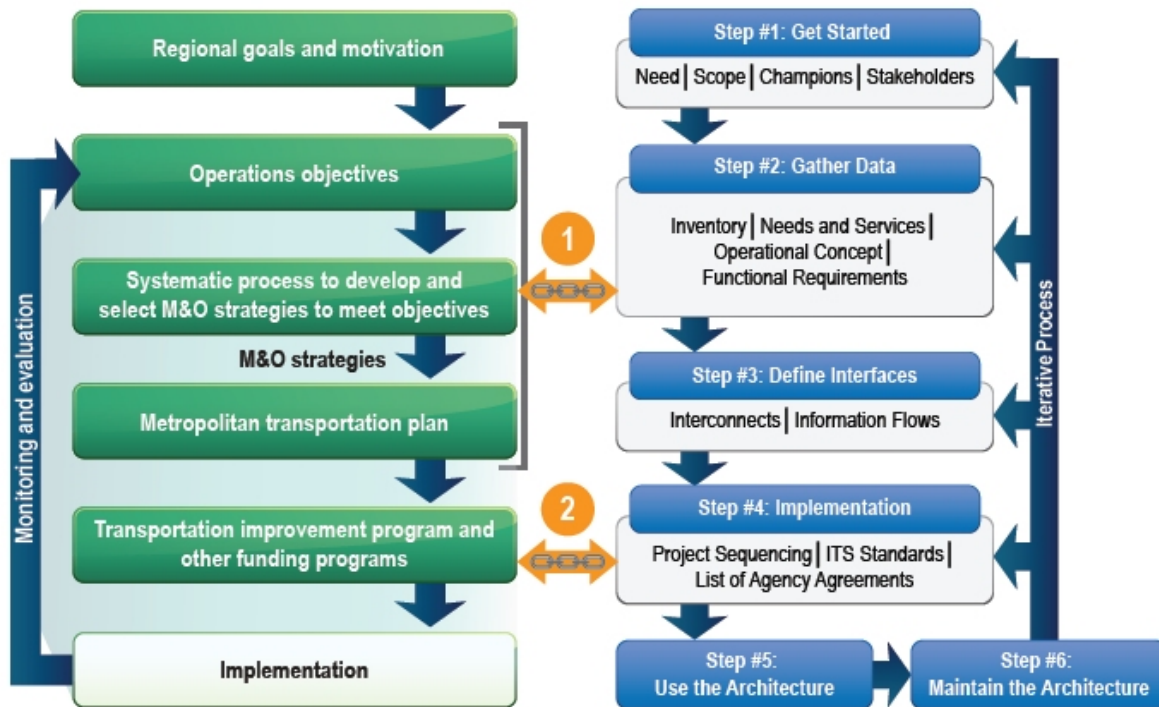 Regional goals and motivation
Operations objectives
Systematic process to develop and
select M&O strategies to meet objectives
M&O strategies
Metropolitan transportation plan
Transportation improvement program and
other funding programs
Implementation
Monitoring and evaluation
1
2
Step #1: Get Started
Need | Scope | Champions | Stakeholders
Step #2: Gather Data
Inventory | Needs and Services |
Operational Concept |
Functional Requirements
Step #3: Define Interfaces
Interconnects | Information Flows
Step #4: Implementation
Project Sequencing | ITS Standards |
List of Agency Agreements
Step #5:
Use the Architecture
Step #6:
Maintain the Architecture
Iterative Process